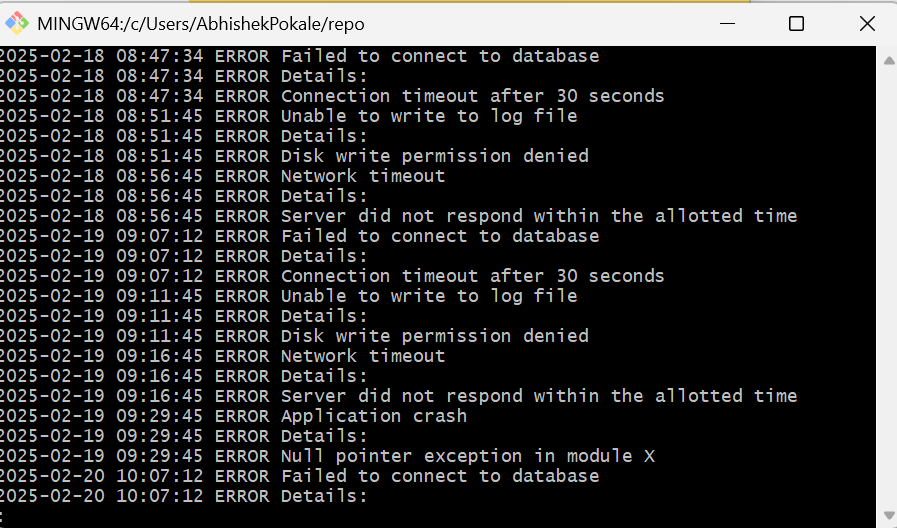 MINGW64:/c/Users/AbhishekPokale/repo
2025-02-18 08:47:34 ERROR Failed to connect to database
2025-02-18 08:47:34 ERROR Details:
2025-02-18 08:47:34 ERROR Connection timeout after 30 seconds
2025-02-18 08:51:45 ERROR Unable to write to log file
2025-02-18 08:51:45 ERROR Details:
2025-02-18 08:51:45 ERROR Disk write permission denied
2025-02-18 08:56:45 ERROR Network timeout
2025-02-18 08:56:45 ERROR Details:
2025-02-18 08:56:45 ERROR Server did not respond within the allotted time
2025-02-19 09:07:12 ERROR Failed to connect to database
2025-02-19 09:07:12 ERROR Details:
2025-02-19 09:07:12 ERROR Connection timeout after 30 seconds
2025-02-19 09:11:45 ERROR Unable to write to log file
2025-02-19 09:11:45 ERROR Details:
2025-02-19 09:11:45 ERROR Disk write permission denied
2025-02-19 09:16:45 ERROR Network timeout
2025-02-19 09:16:45 ERROR Details:
2025-02-19 09:16:45 ERROR Server did not respond within the allotted time
2025-02-19 09:29:45 ERROR Application crash
2025-02-19 09:29:45 ERROR Details:
2025-02-19 09:29:45 ERROR Null pointer exception in module X
2025-02-20 10:07:12 ERROR Failed to connect to database
2025-02-20 10:07:12 ERROR Details:
: